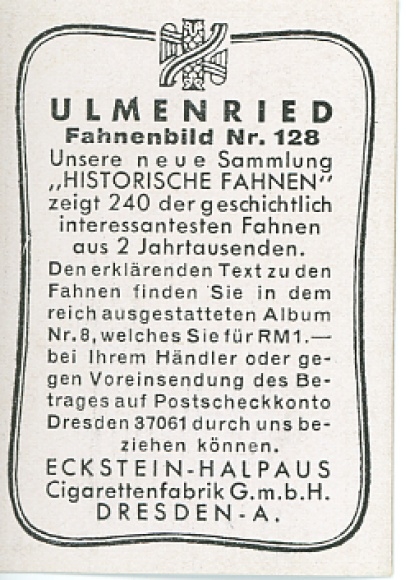 ULMENRIED
Fahnenbild Nr. 128
Unsere neue Sammlung
„HISTORISCHE FAHNEN"
zeigt 240 der geschichtlich
interessantesten Fahnen
aus 2 Jahrtausenden.
Den erklärenden Text zu den
Fahnen finden Sie in dem
reich ausgestatteten Album
Nr. 8, welches Sie für RM 1.—
bei Ihrem Händler oder ge-
gen Voreinsendung des Be-
trages auf Postscheckkonto
Dresden 37061 durch uns be-
ziehen können.
ECKSTEIN-HALPAUS
Cigarettenfabrik G.m.b.H.
DRESDEN-A.